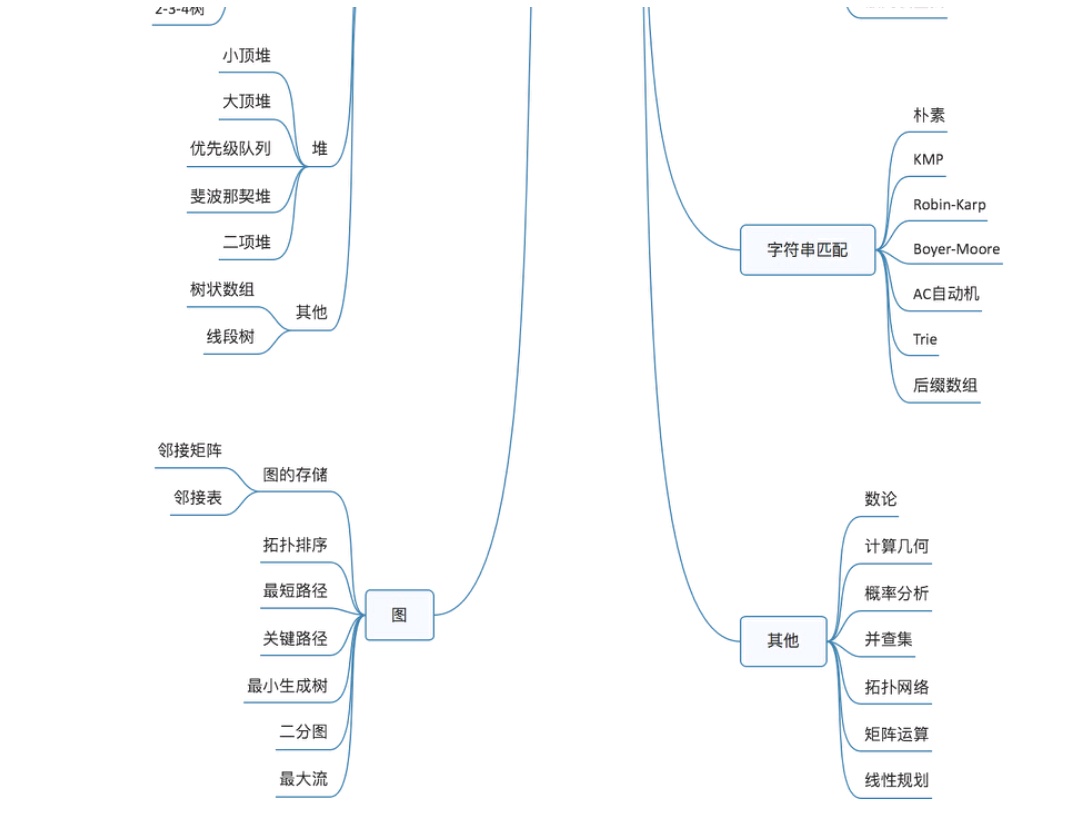 2-3-4树
小顶堆
大顶堆
优先级队列
斐波那契堆
二项堆
堆
树状数组
线段树
其他
邻接矩阵
邻接表
图的存储
拓扑排序
最短路径
关键路径
最小生成树
二分图
最大流
图
字符串匹配
朴素
KMP
Robin-Karp
Boyer-Moore
AC自动机
Trie
后缀数组
其他
数论
计算几何
概率分析
并查集
拓扑网络
矩阵运算
线性规划